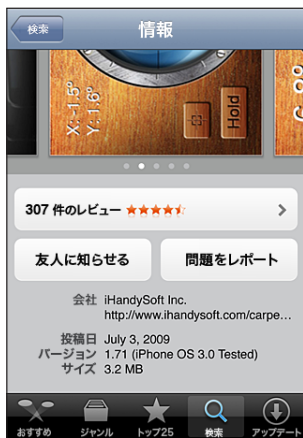 検索
情報
X:-1.5°
Y: 1.6°
Hold
307 件のレビュー
友人に知らせる
問題をレポート
会社 iHandySoft Inc.
http://www.ihandysoft.com/carpe...
投稿日 July 3, 2009
バージョン 1.71 (iPhone OS 3.0 Tested)
サイズ 3.2 MB
おすすめ
ジャンル
トップ25
検索
アップデート